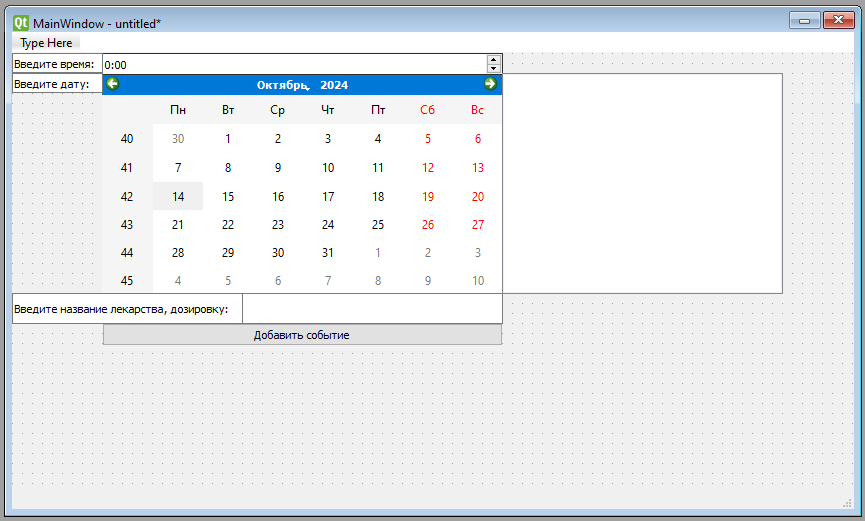 Qt MainWindow - untitled*
Type Here
Введите время: 0:00
Введите дату:
Октябрь, 2024
Пн Вт Ср Чт Пт Сб Вс
40 30 1 2 3 4 5 6
41 7 8 9 10 11 12 13
42 14 15 16 17 18 19 20
43 21 22 23 24 25 26 27
44 28 29 30 31 1 2 3
45 4 5 6 7 8 9 10
Введите название лекарства, дозировку:
Добавить событие